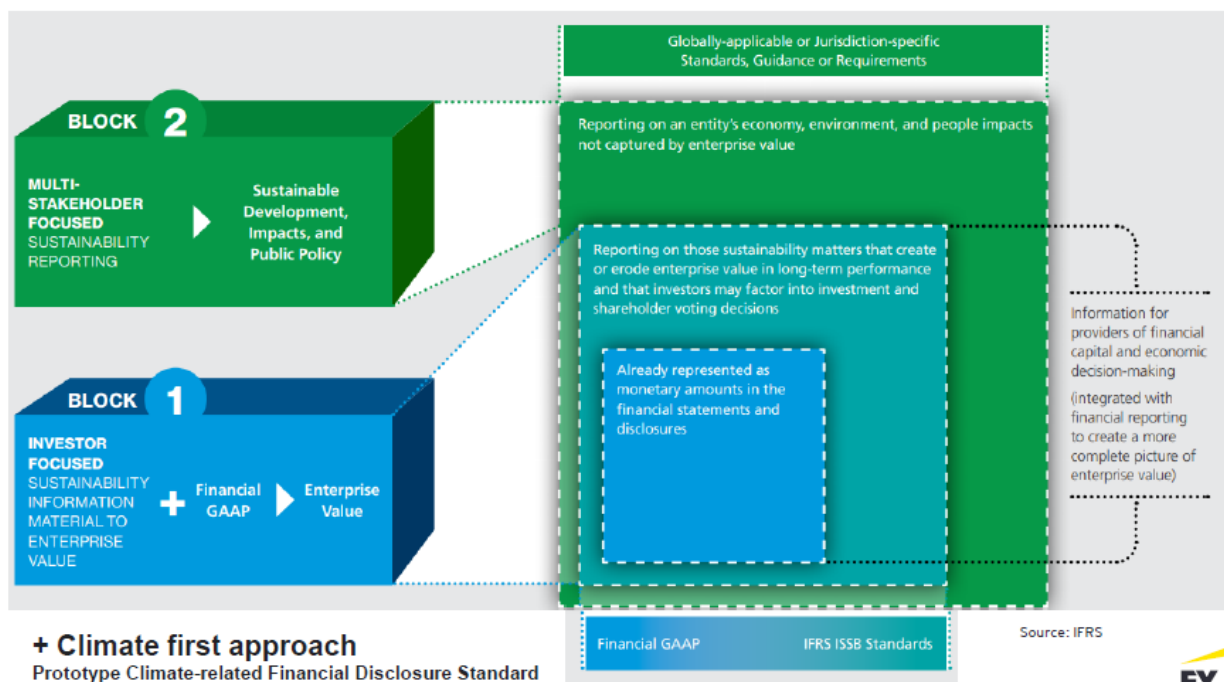 Globally-applicable or Jurisdiction-specific
Standards, Guidance or Requirements
BLOCK 2
MULTI-
STAKEHOLDER
FOCUSED
SUSTAINABILITY
REPORTING
Sustainable
Development,
Impacts, and
Public Policy
Reporting on an entity's economy, environment, and people impacts
not captured by enterprise value
Reporting on those sustainability matters that create
or erode enterprise value in long-term performance
and that investors may factor into investment and
shareholder voting decisions
Already represented as
monetary amounts in the
financial statements and
disclosures
Information for
providers of financial
capital and economic
decision-making
(integrated with
financial reporting
to create a more
complete picture of
enterprise value)
BLOCK 1
INVESTOR
FOCUSED
SUSTAINABILITY
INFORMATION
MATERIAL TO
ENTERPRISE
VALUE
+
Financial
GAAP
Enterprise
Value
Financial GAAP
IFRS ISSB Standards
Source: IFRS
+ Climate first approach
Prototype Climate-related Financial Disclosure Standard
EY